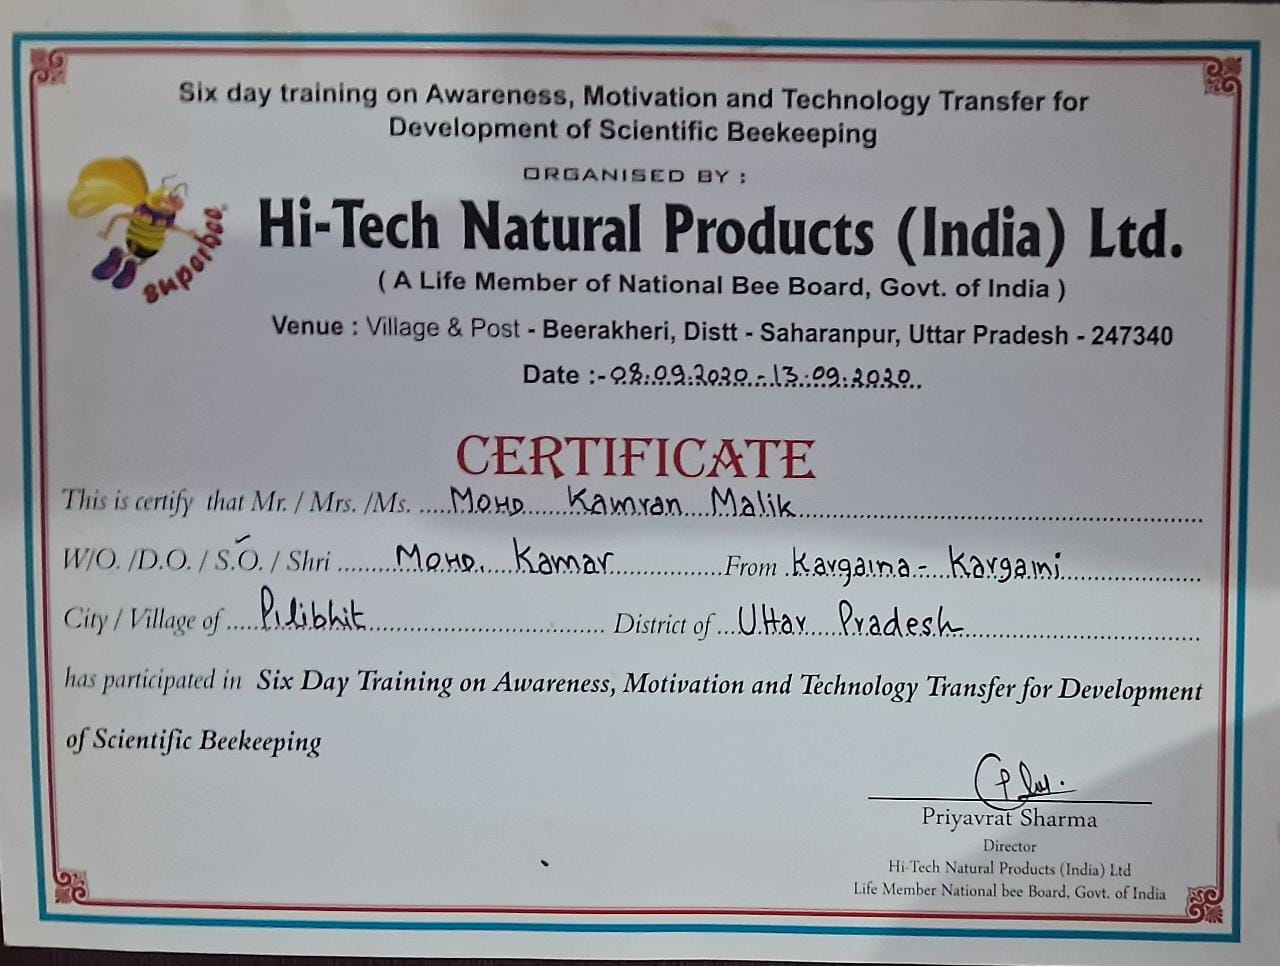 Six day training on Awareness, Motivation and Technology Transfer for
Development of Scientific Beekeeping
ORGANISED BY :
superbee®
Hi-Tech Natural Products (India) Ltd.
( A Life Member of National Bee Board, Govt. of India )
Venue : Village & Post - Beerakheri, Distt - Saharanpur, Uttar Pradesh - 247340
Date :- 08.09.2020 - 13.09.2020
CERTIFICATE
This is certify that Mr. / Mrs. /Ms. Mohd Kamran Malik
W/O. /D.O. / S.O. / Shri Mohd. Kamar From Kargaina - Kargaini
City / Village of Pilibhit District of Uttar Pradesh
has participated in Six Day Training on Awareness, Motivation and Technology Transfer for Development
of Scientific Beekeeping
Priyavrat Sharma
Director
Hi-Tech Natural Products (India) Ltd
Life Member National bee Board, Govt. of India